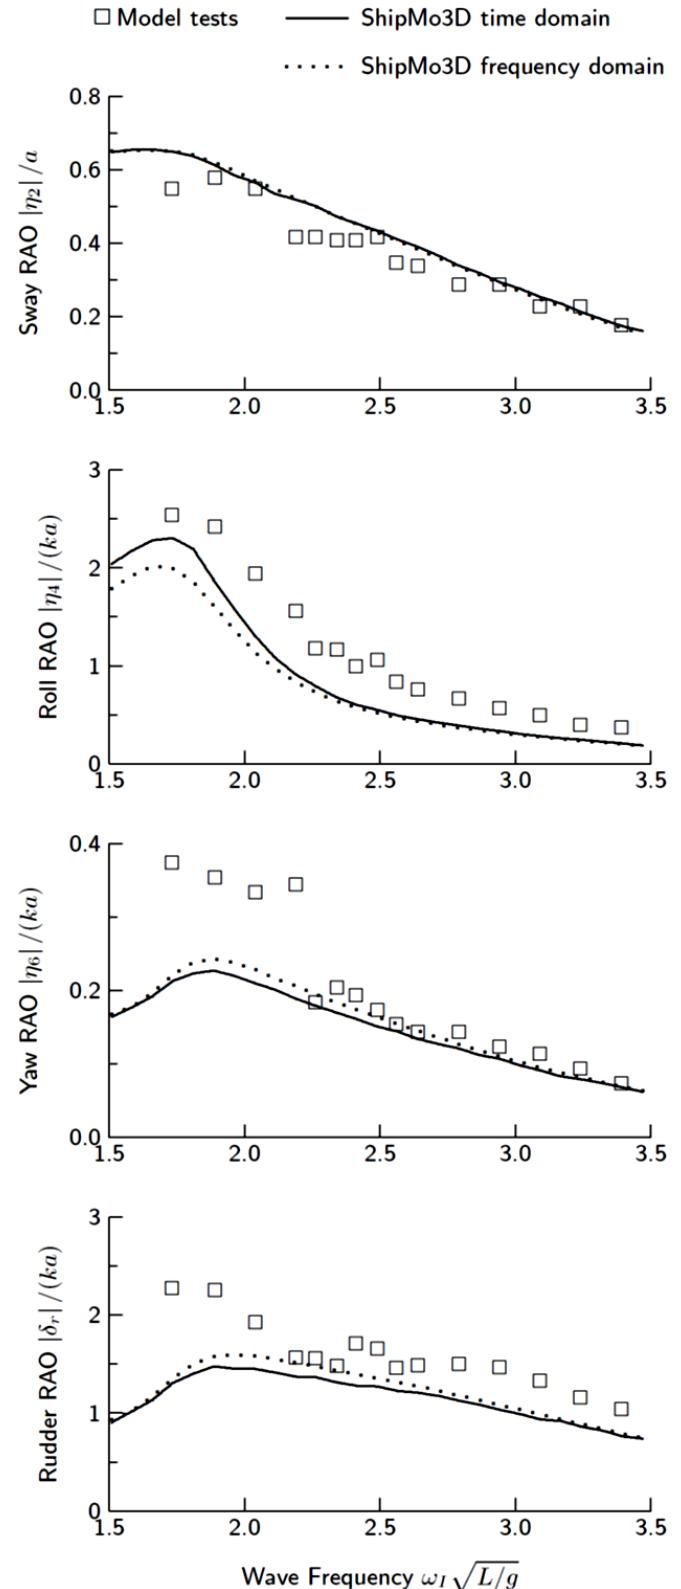 Model tests
ShipMo3D time domain
ShipMo3D frequency domain
Sway RAO |η₂|/a
0.8
0.6
0.4
0.2
0.0
1.5 2.0 2.5 3.0 3.5
Roll RAO |η₄|/(ka)
3
2
1
0
1.5 2.0 2.5 3.0 3.5
Yaw RAO |η₆|/(ka)
0.4
0.2
0.0
1.5 2.0 2.5 3.0 3.5
Rudder RAO |δᵣ|/(ka)
3
2
1
0
1.5 2.0 2.5 3.0 3.5
Wave Frequency ω_I √L/g